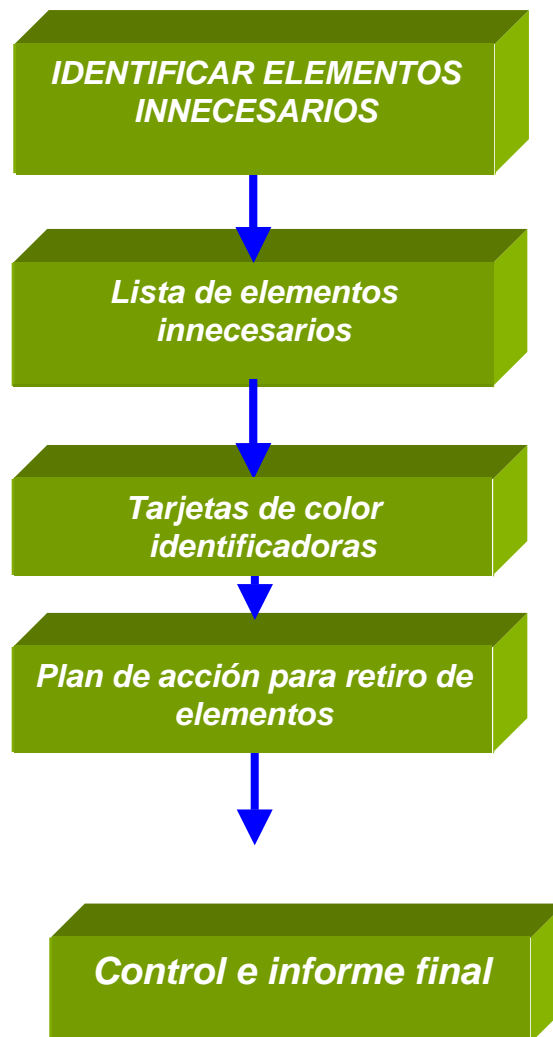 IDENTIFICAR ELEMENTOS
INNECESARIOS
Lista de elementos
innecesarios
Tarjetas de color
identificadoras
Plan de acción para retiro de
elementos
Control e informe final